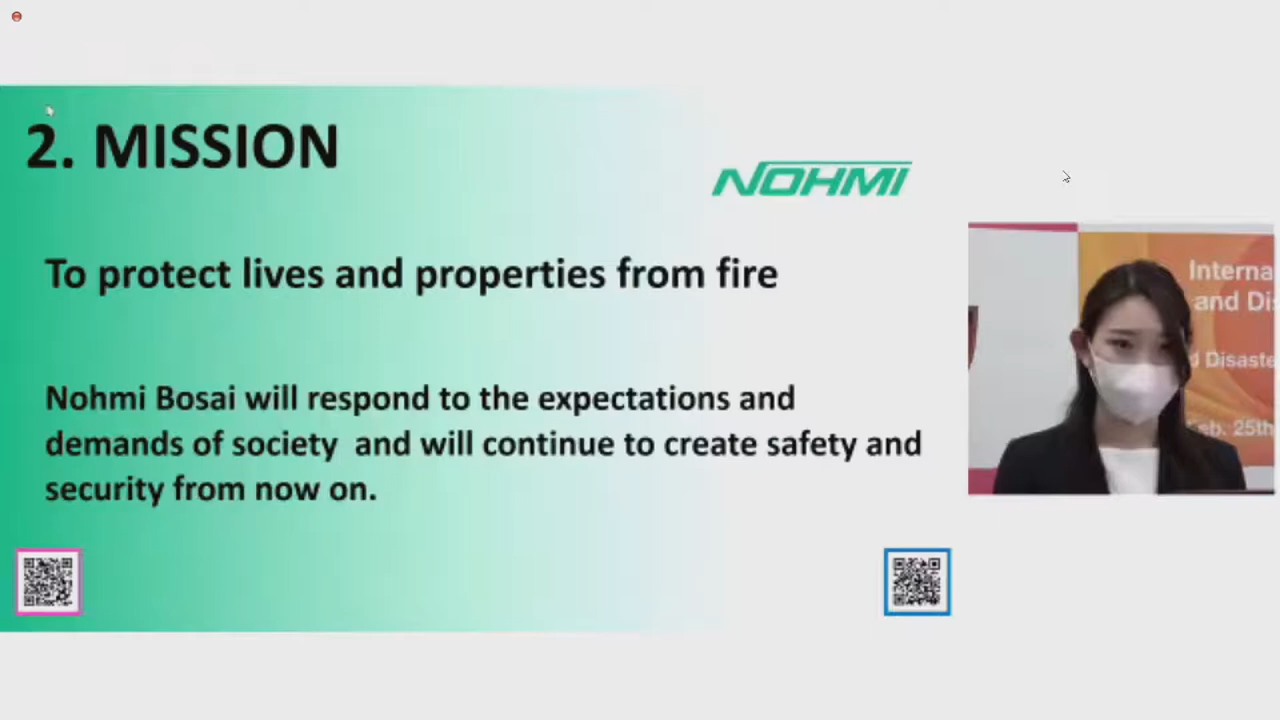 2. MISSION
NOHMI
To protect lives and properties from fire
Nohmi Bosai will respond to the expectations and
demands of society and will continue to create safety and
security from now on.
Interna
and Dis
d Disaste
eb. 25th